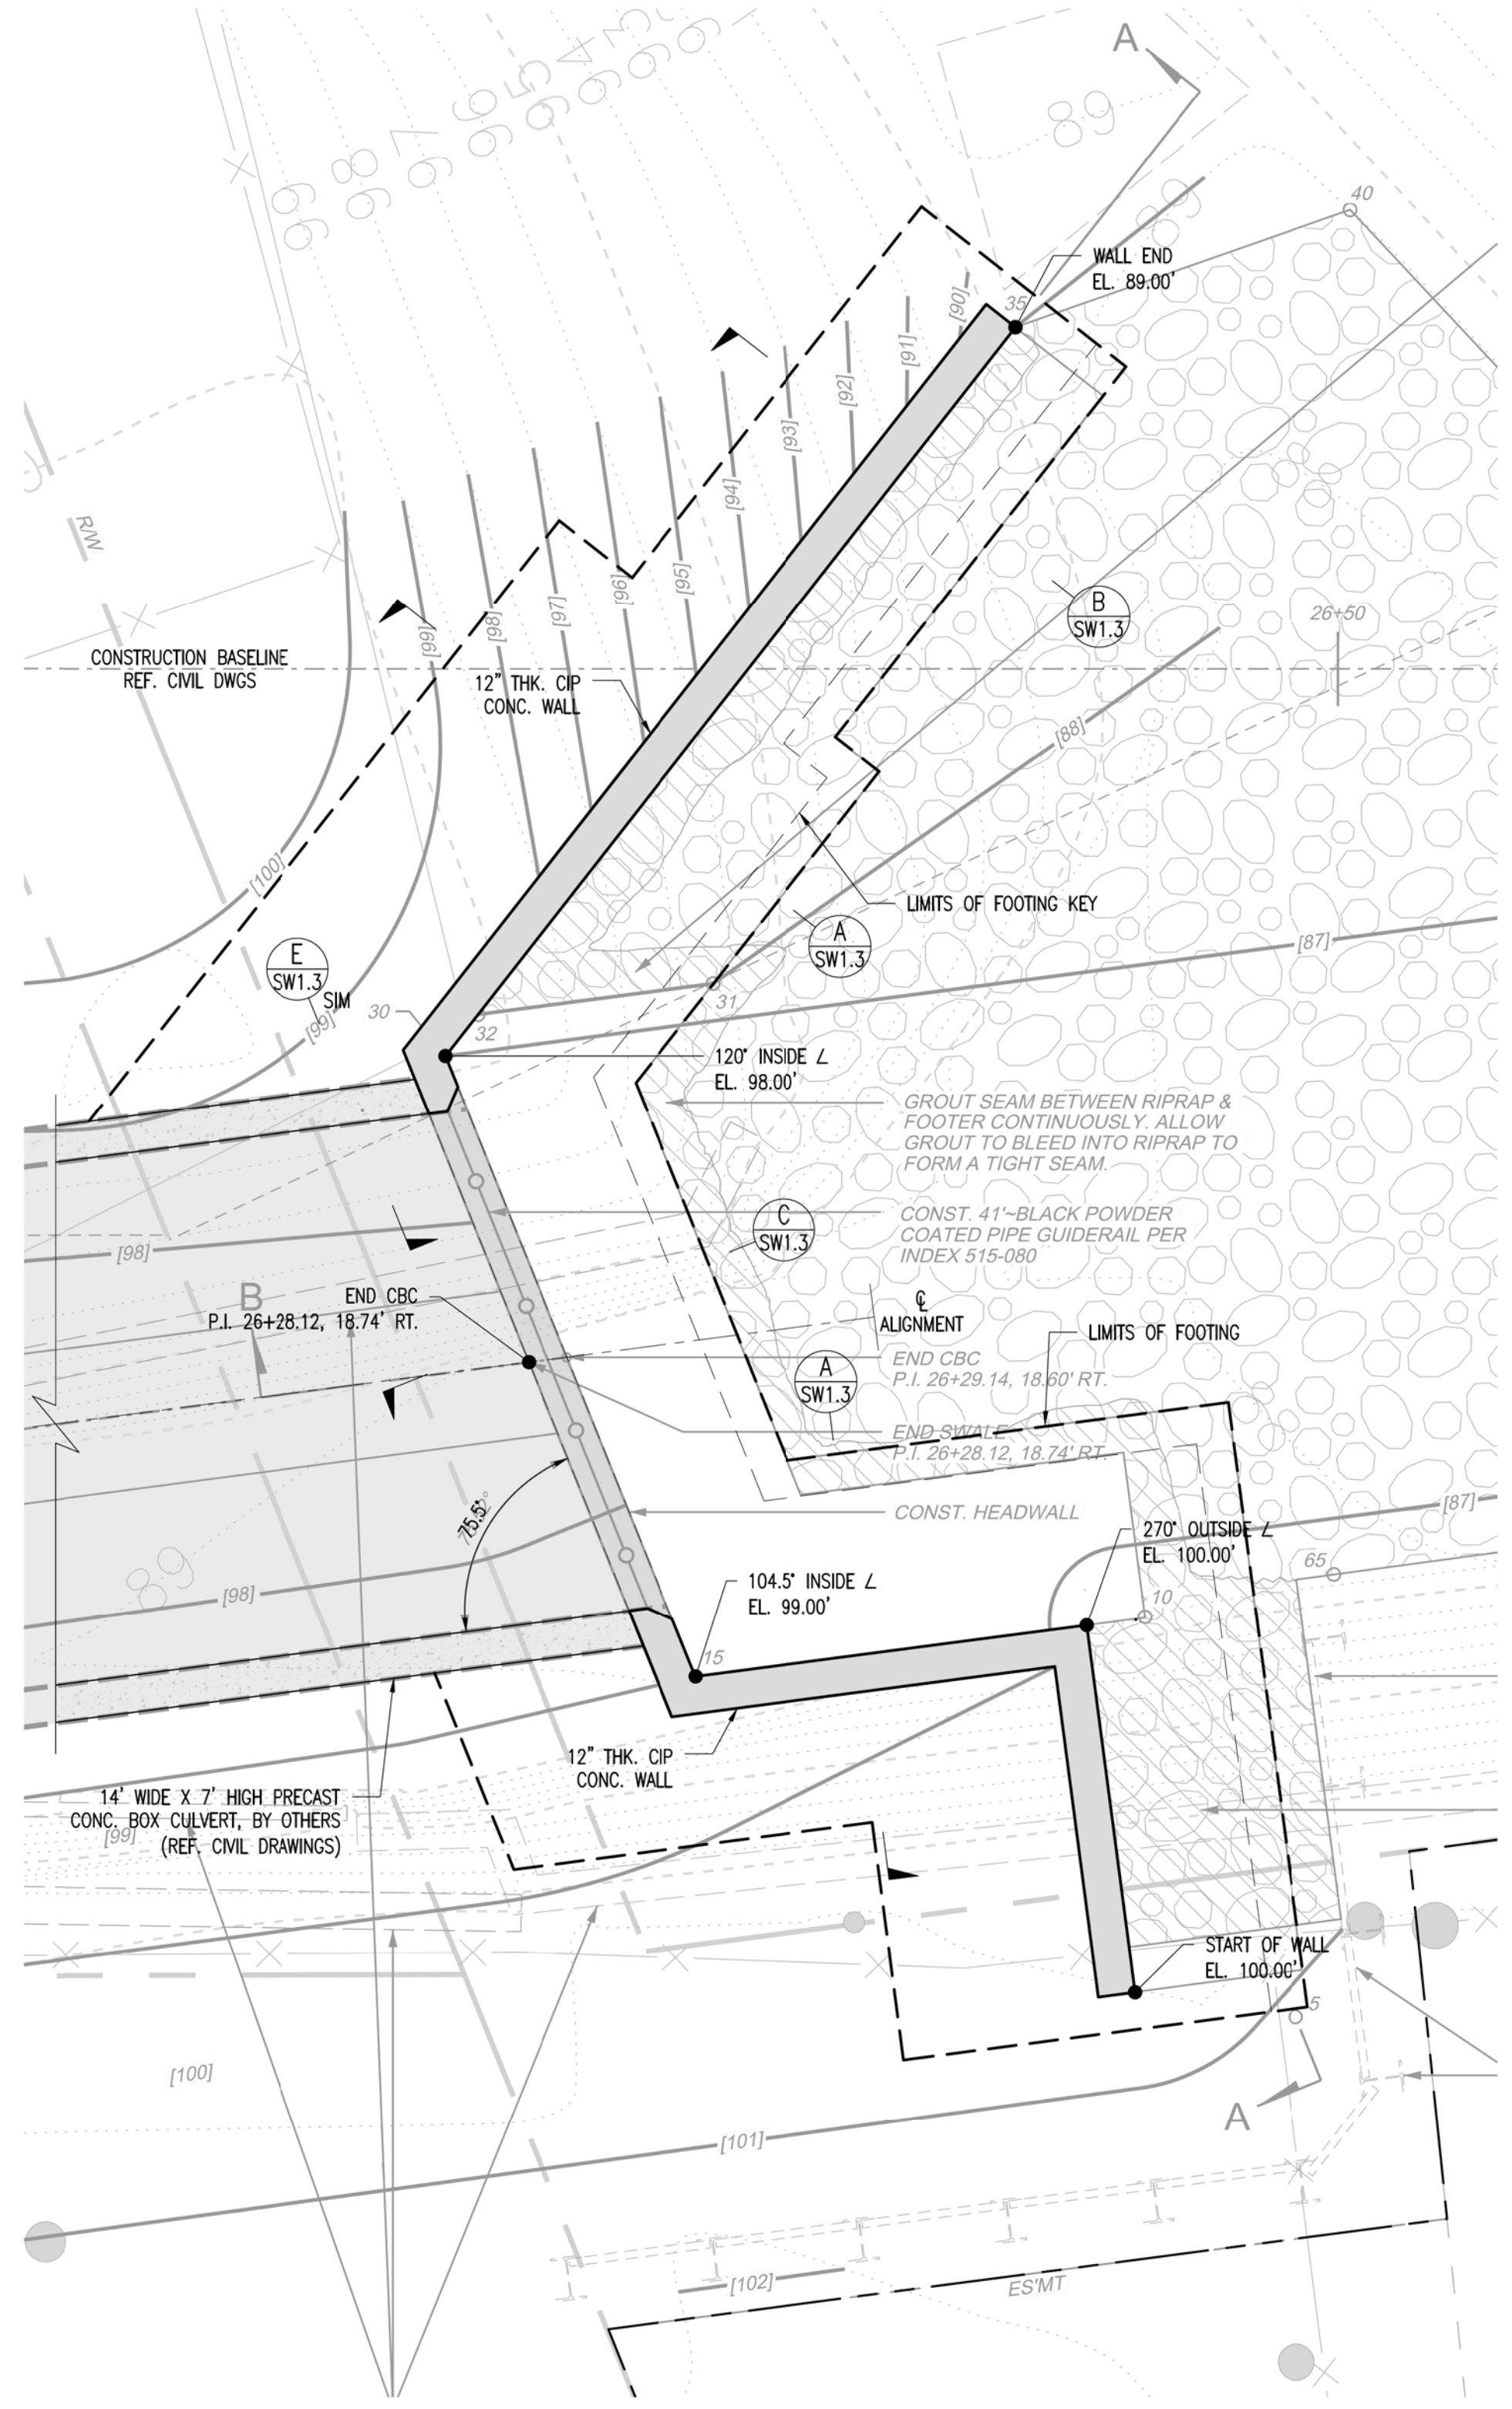 A
99
98
97
96
95
94
89
40
WALL END
EL. 89.00'
35
[90]
[91]
[92]
[93]
[94]
[95]
[96]
[97]
[98]
[99]
R/W
B
SW1.3
26+50
CONSTRUCTION BASELINE
REF. CIVIL DWGS
12" THK. CIP
CONC. WALL
[88]
[100]
LIMITS OF FOOTING KEY
A
SW1.3
[87]
E
SW1.3
SIM
[99]
30
32
31
120° INSIDE ∠
EL. 98.00'
GROUT SEAM BETWEEN RIPRAP &
FOOTER CONTINUOUSLY. ALLOW
GROUT TO BLEED INTO RIPRAP TO
FORM A TIGHT SEAM.
C
SW1.3
CONST. 41'~BLACK POWDER
COATED PIPE GUIDERAIL PER
INDEX 515-080
[98]
B
END CBC
P.I. 26+28.12, 18.74' RT.
℄
ALIGNMENT
LIMITS OF FOOTING
END CBC
P.I. 26+29.14, 18.60' RT.
A
SW1.3
END SWALE
P.I. 26+28.12, 18.74' RT.
75.5°
CONST. HEADWALL
[87]
270° OUTSIDE ∠
EL. 100.00'
65
89
[98]
104.5° INSIDE ∠
EL. 99.00'
10
15
12" THK. CIP
CONC. WALL
14' WIDE X 7' HIGH PRECAST
CONC. BOX CULVERT, BY OTHERS
(REF. CIVIL DRAWINGS)
[99]
START OF WALL
EL. 100.00'
5
[100]
A
[101]
[102]
ES'MT